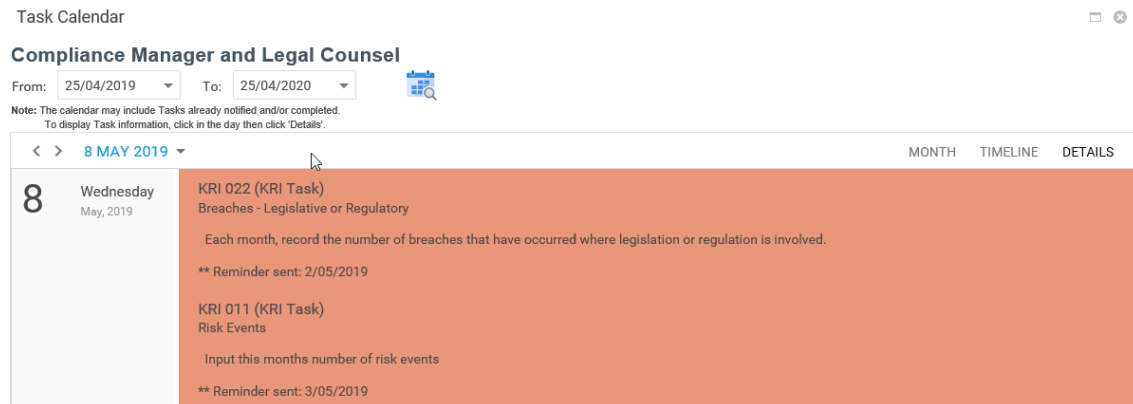 Task Calendar
Compliance Manager and Legal Counsel
From: 25/04/2019 To: 25/04/2020
Note: The calendar may include Tasks already notified and/or completed.
To display Task information, click in the day then click 'Details'.
8 MAY 2019 MONTH TIMELINE DETAILS
8 Wednesday
May, 2019
KRI 022 (KRI Task)
Breaches - Legislative or Regulatory
Each month, record the number of breaches that have occurred where legislation or regulation is involved.
** Reminder sent: 2/05/2019
KRI 011 (KRI Task)
Risk Events
Input this months number of risk events
** Reminder sent: 3/05/2019